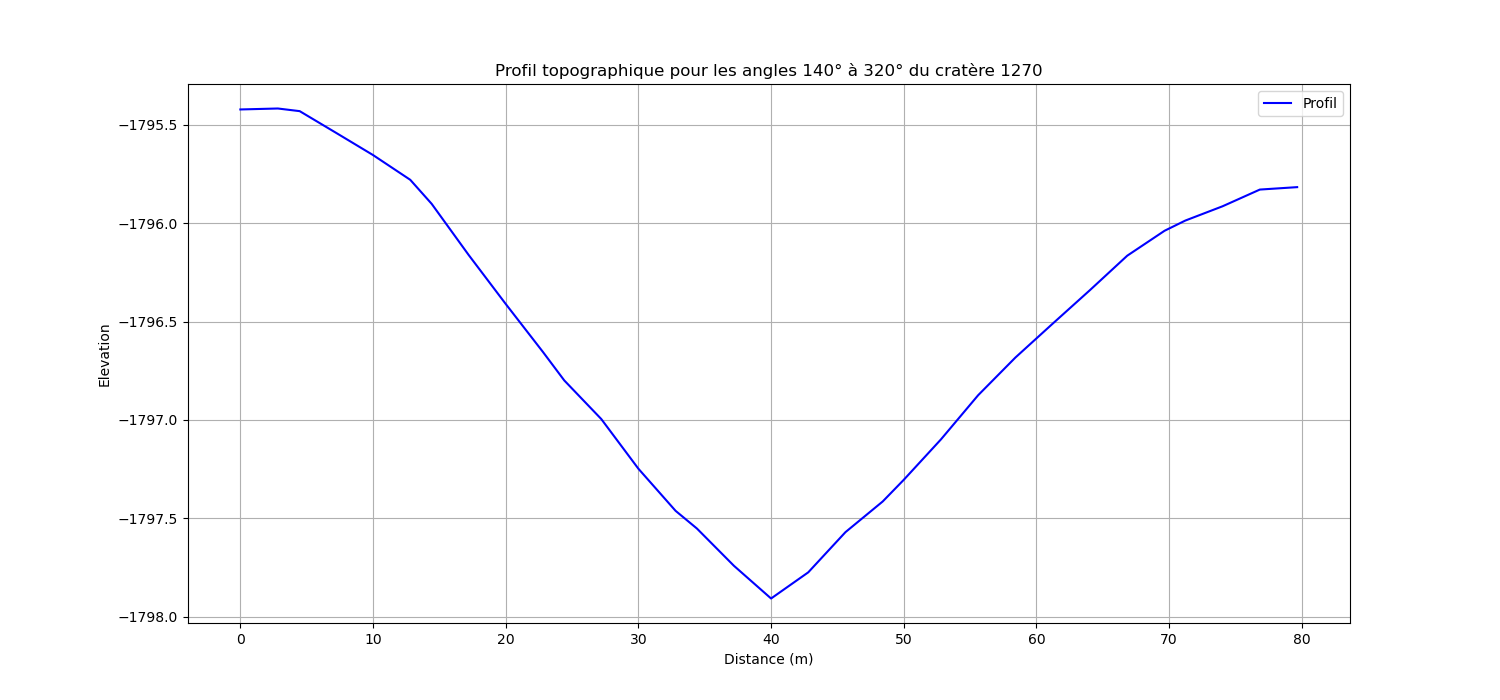 Profil topographique pour les angles 140° à 320° du cratère 1270
Profil
−1795.5
−1796.0
−1796.5
−1797.0
−1797.5
−1798.0
Elevation
0 10 20 30 40 50 60 70 80
Distance (m)